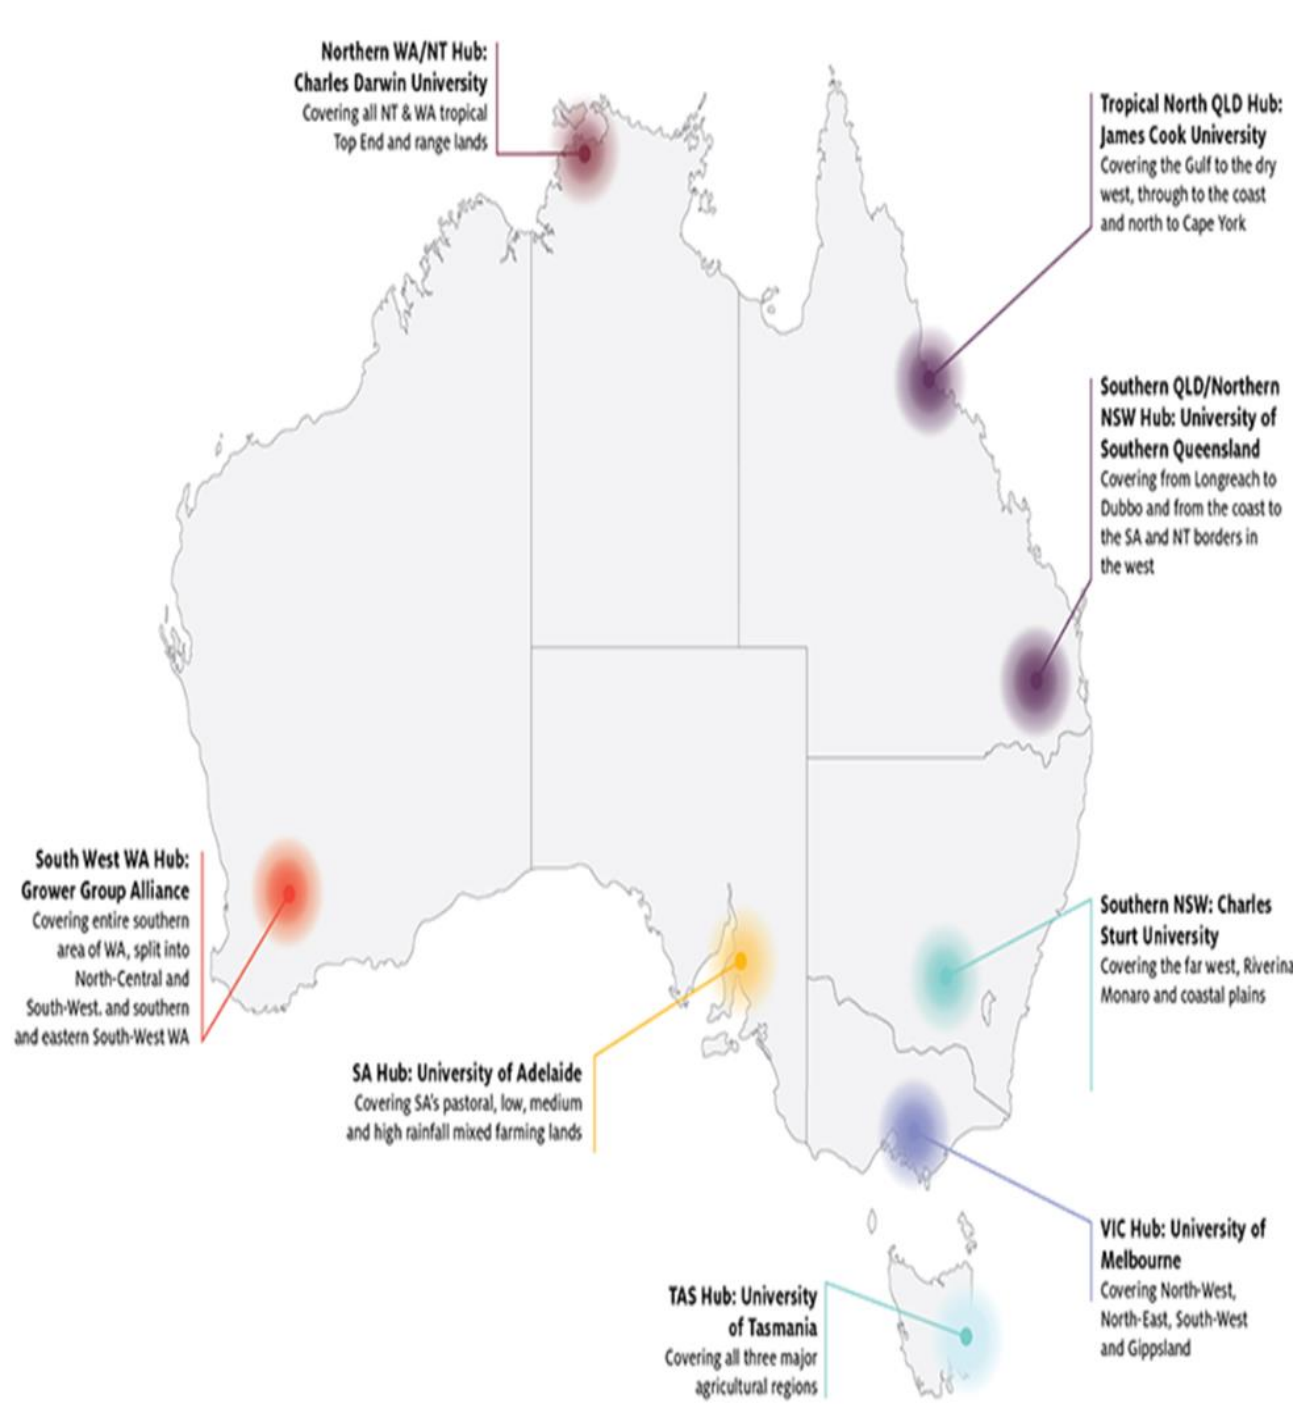 Northern WA/NT Hub:
Charles Darwin University
Covering all NT & WA tropical
Top End and range lands
Tropical North QLD Hub:
James Cook University
Covering the Gulf to the dry
west, through to the coast
and north to Cape York
Southern QLD/Northern
NSW Hub: University of
Southern Queensland
Covering from Longreach to
Dubbo and from the coast to
the SA and NT borders in
the west
South West WA Hub:
Grower Group Alliance
Covering entire southern
area of WA, split into
North-Central and
South-West. and southern
and eastern South-West WA
Southern NSW: Charles
Sturt University
Covering the far west, Riverina
Monaro and coastal plains
SA Hub: University of Adelaide
Covering SA's pastoral, low, medium
and high rainfall mixed farming lands
VIC Hub: University of
Melbourne
Covering North-West,
North-East, South-West
and Gippsland
TAS Hub: University
of Tasmania
Covering all three major
agricultural regions